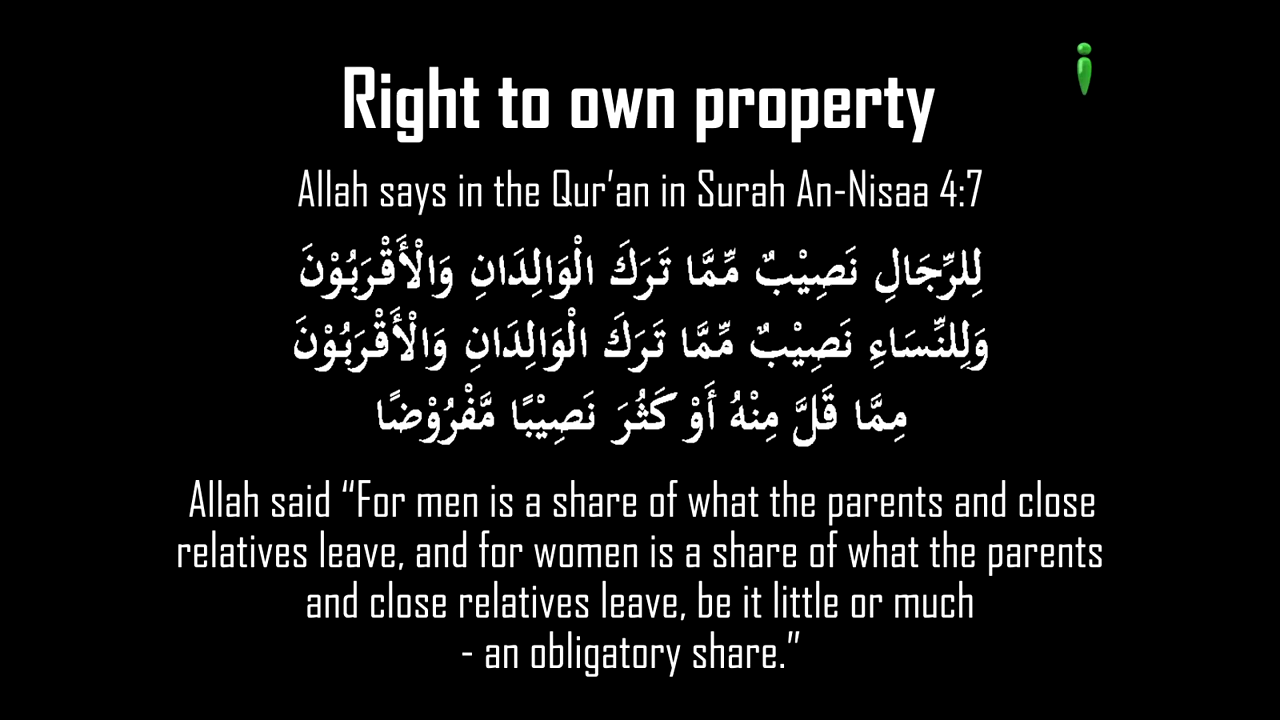 Right to own property
Allah says in the Qur’an in Surah An-Nisaa 4:7
لِلرِّجَالِ نَصِيْبٌ مِّمَّا تَرَكَ الْوَالِدَانِ وَالْأَقْرَبُوْنَ
وَلِلنِّسَاءِ نَصِيْبٌ مِّمَّا تَرَكَ الْوَالِدَانِ وَالْأَقْرَبُوْنَ
مِمَّا قَلَّ مِنْهُ أَوْ كَثُرَ نَصِيْبًا مَّفْرُوْضًا
Allah said “For men is a share of what the parents and close
relatives leave, and for women is a share of what the parents
and close relatives leave, be it little or much
- an obligatory share.”